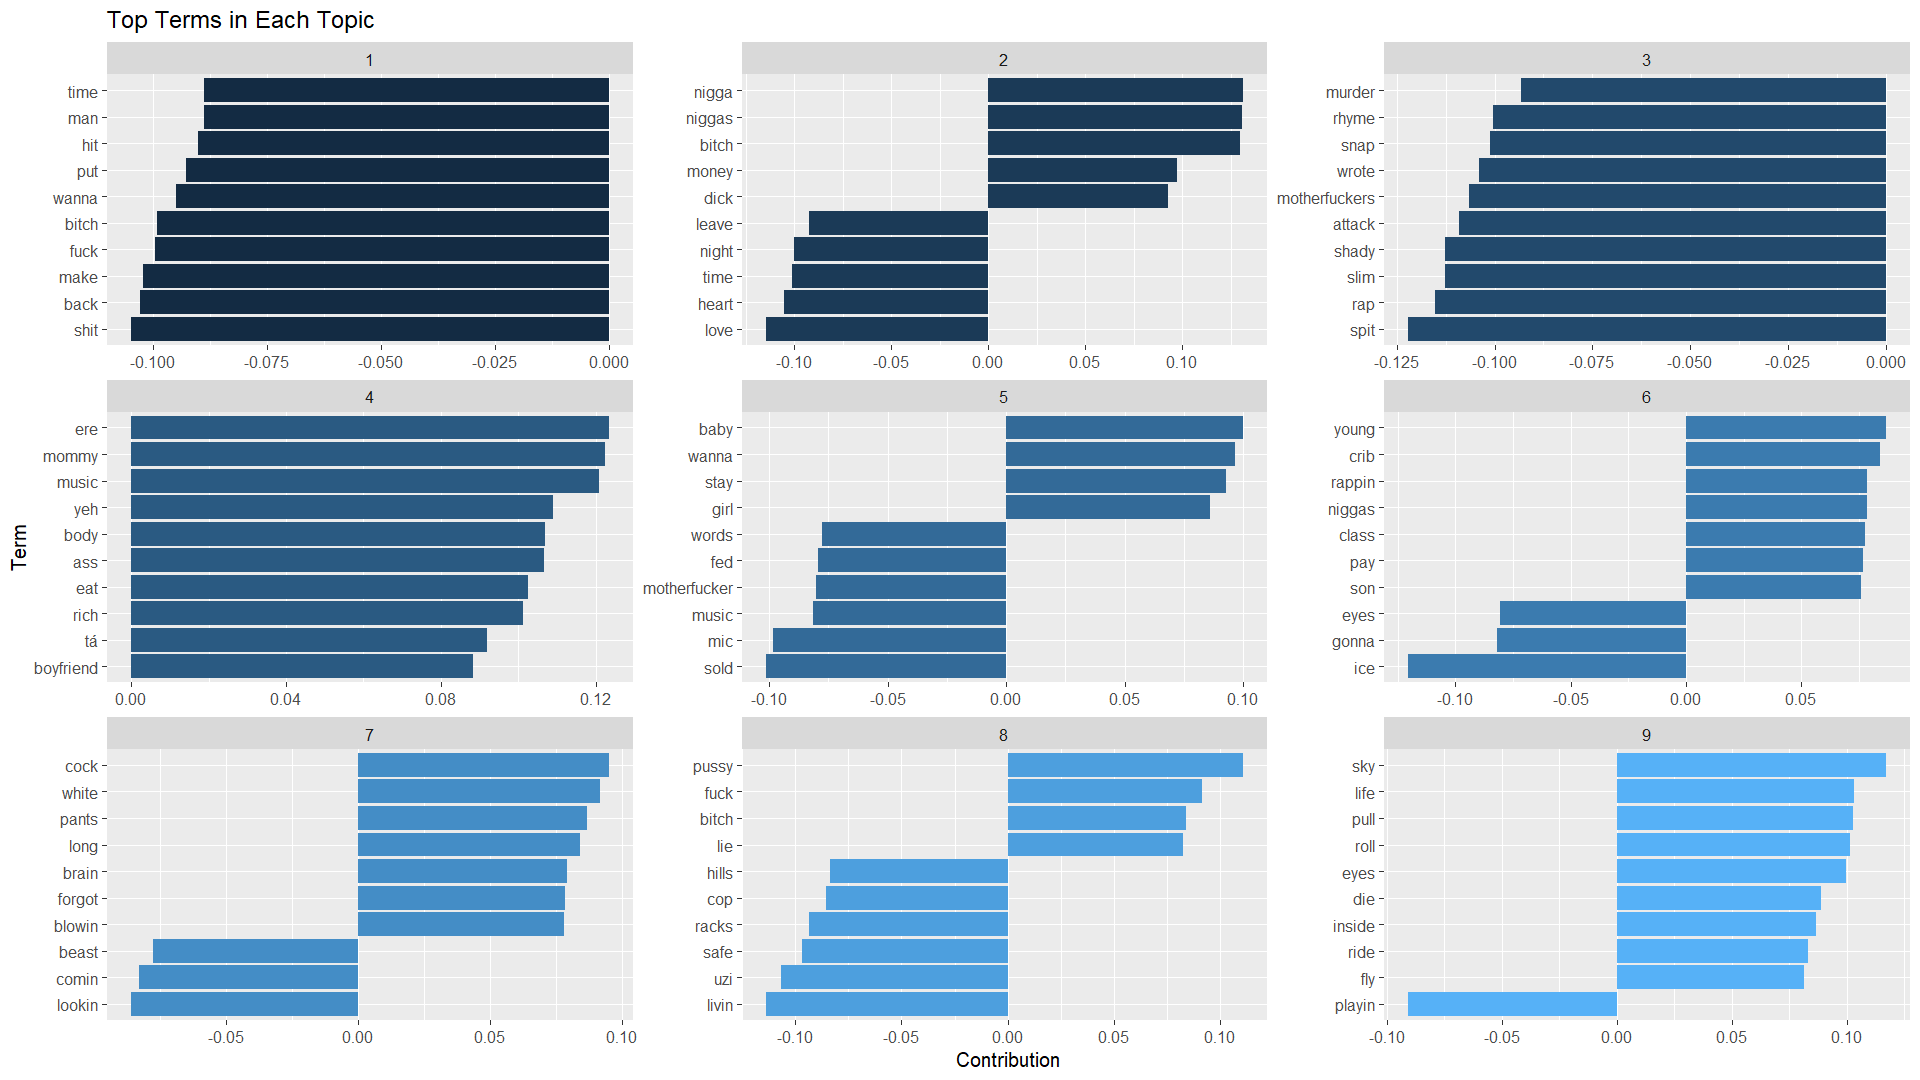 Top Terms in Each Topic
1
time
man
hit
put
wanna
bitch
fuck
make
back
shit
-0.100 -0.075 -0.050 -0.025 0.000
2
nigga
niggas
bitch
money
dick
leave
night
time
heart
love
-0.10 -0.05 0.00 0.05 0.10
3
murder
rhyme
snap
wrote
motherfuckers
attack
shady
slim
rap
spit
-0.125 -0.100 -0.075 -0.050 -0.025 0.000
4
ere
mommy
music
yeh
body
ass
eat
rich
tá
boyfriend
0.00 0.04 0.08 0.12
5
baby
wanna
stay
girl
words
fed
motherfucker
music
mic
sold
-0.10 -0.05 0.00 0.05 0.10
6
young
crib
rappin
niggas
class
pay
son
eyes
gonna
ice
-0.10 -0.05 0.00 0.05
7
cock
white
pants
long
brain
forgot
blowin
beast
comin
lookin
-0.05 0.00 0.05 0.10
8
pussy
fuck
bitch
lie
hills
cop
racks
safe
uzi
livin
-0.10 -0.05 0.00 0.05 0.10
9
sky
life
pull
roll
eyes
die
inside
ride
fly
playin
-0.10 -0.05 0.00 0.05 0.10
Term
Contribution